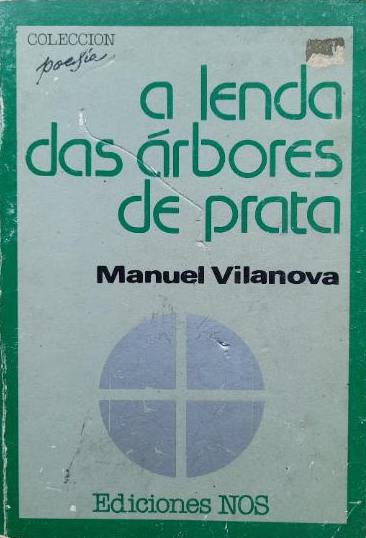 COLECCION
poesía
a lenda
das árbores
de prata
Manuel Vilanova
Ediciones NOS